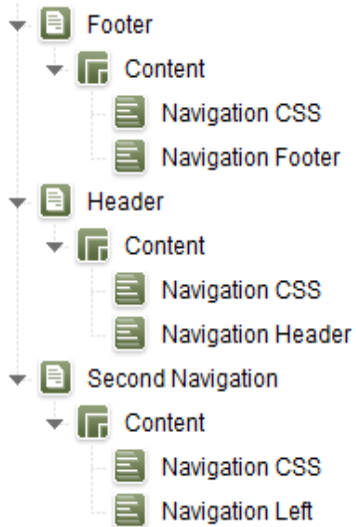 Footer
Content
Navigation CSS
Navigation Footer
Header
Content
Navigation CSS
Navigation Header
Second Navigation
Content
Navigation CSS
Navigation Left